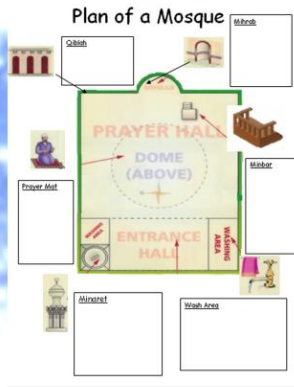 Plan of a Mosque
Mihrab
Qiblah
MIHRAB
PRAYER HALL
DOME
(ABOVE)
Minbar
Prayer Mat
ENTRANCE
HALL
WASHING
AREA
Minaret
Wash Area